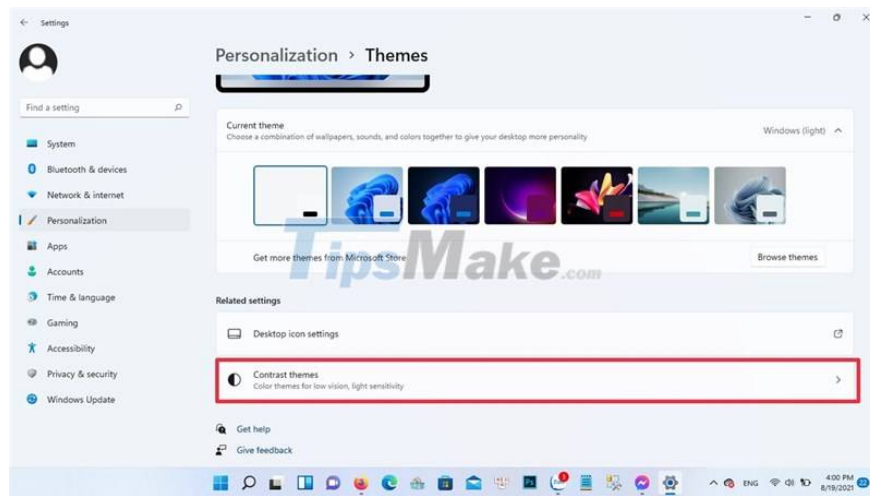 Settings
Personalization > Themes
Find a setting
System
Bluetooth & devices
Network & internet
Personalization
Apps
Accounts
Time & language
Gaming
Accessibility
Privacy & security
Windows Update
Current theme
Choose a combination of wallpapers, sounds, and colors together to give your desktop more personality
Windows (light)
Get more themes from Microsoft Store
Browse themes
TipsMake.com
Related settings
Desktop icon settings
Contrast themes
Color themes for low vision, light sensitivity
Get help
Give feedback
ENG
4:00 PM
8/19/2021
22